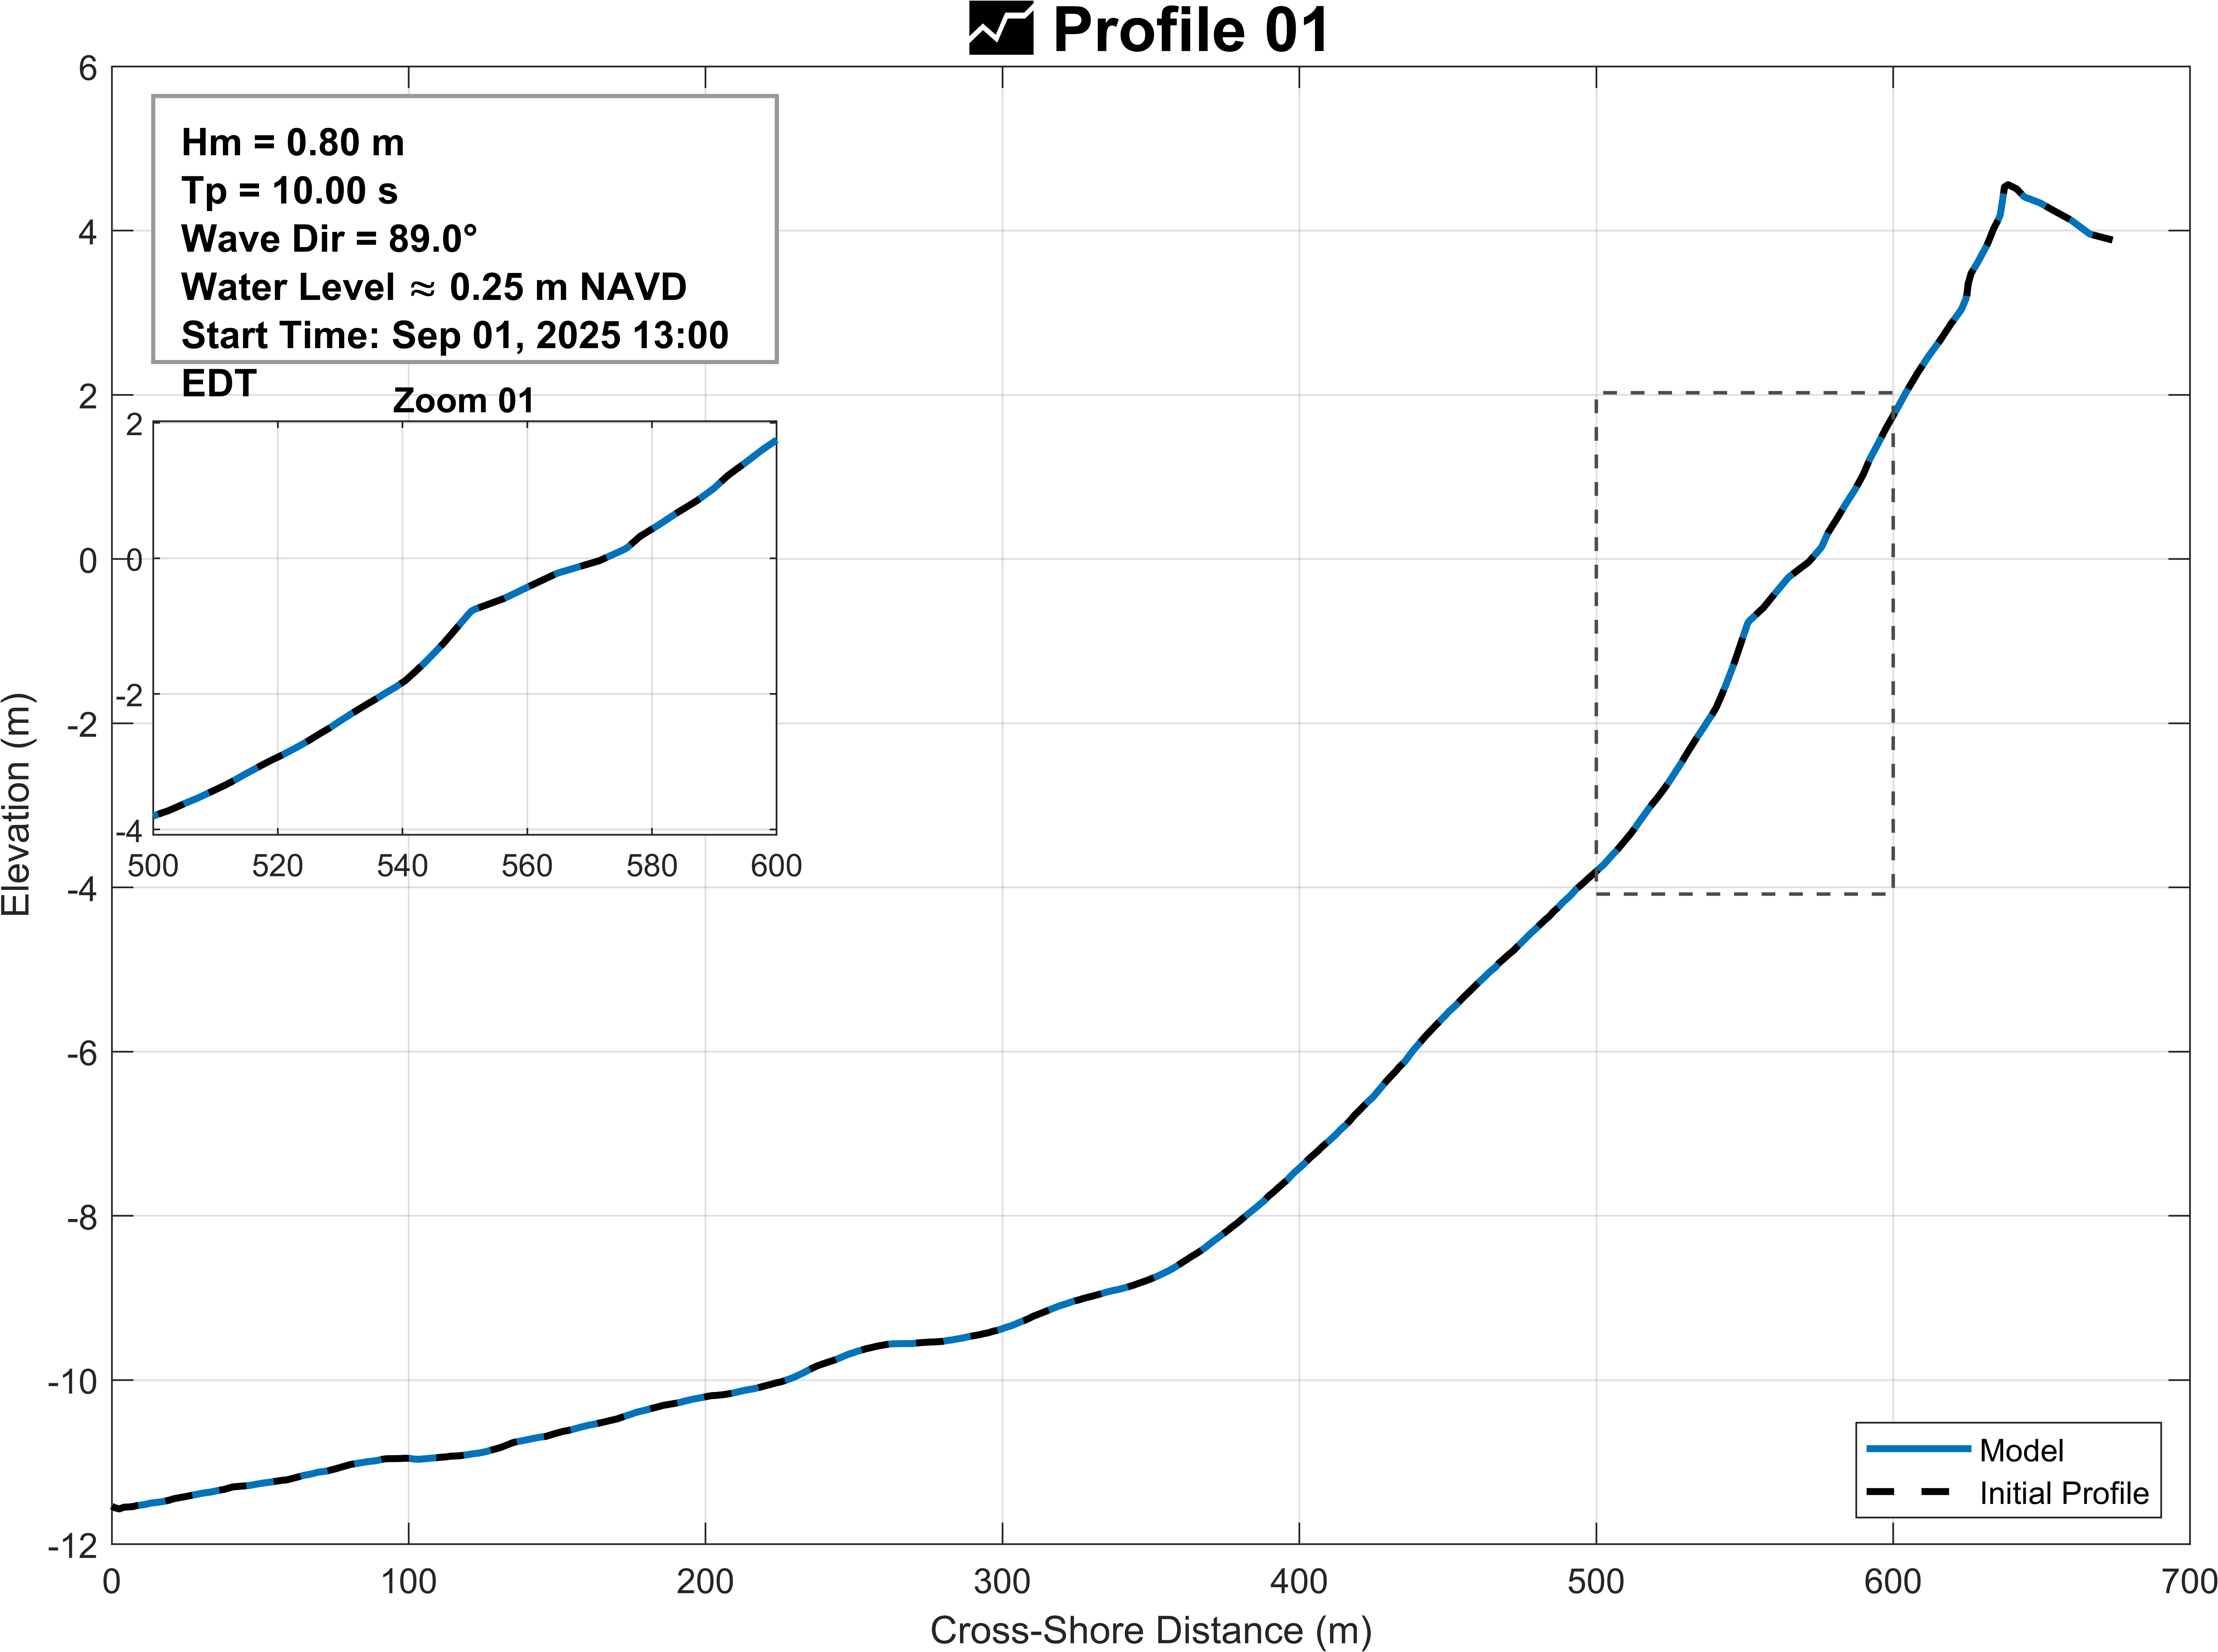 Profile 01
6
4
2
0
-2
-4
-6
-8
-10
-12
Elevation (m)
Hm = 0.80 m
Tp = 10.00 s
Wave Dir = 89.0°
Water Level ≈ 0.25 m NAVD
Start Time: Sep 01, 2025 13:00
EDT
Zoom 01
2
0
-2
-4
500 520 540 560 580 600
Model
Initial Profile
0 100 200 300 400 500 600 700
Cross-Shore Distance (m)